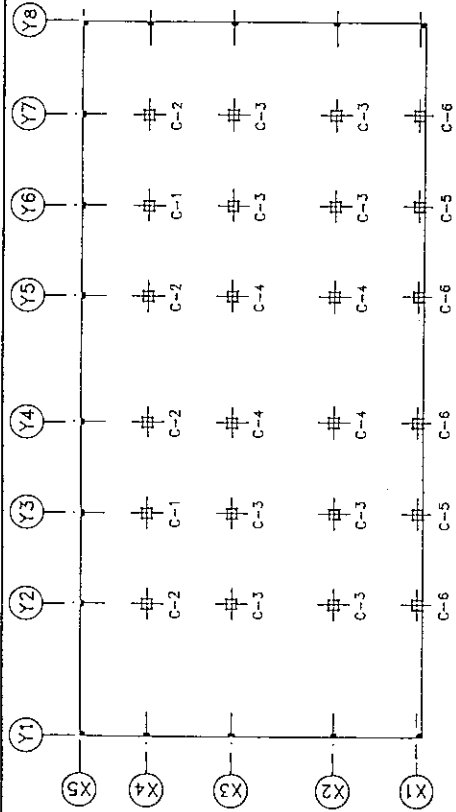 Y1 Y2 Y3 Y4 Y5 Y6 Y7 Y8
X5
X4
C-2 C-1 C-2 C-2 C-1 C-2
X3
C-3 C-3 C-4 C-4 C-3 C-3
X2
C-3 C-3 C-4 C-4 C-3 C-3
X1
C-6 C-5 C-6 C-6 C-5 C-6